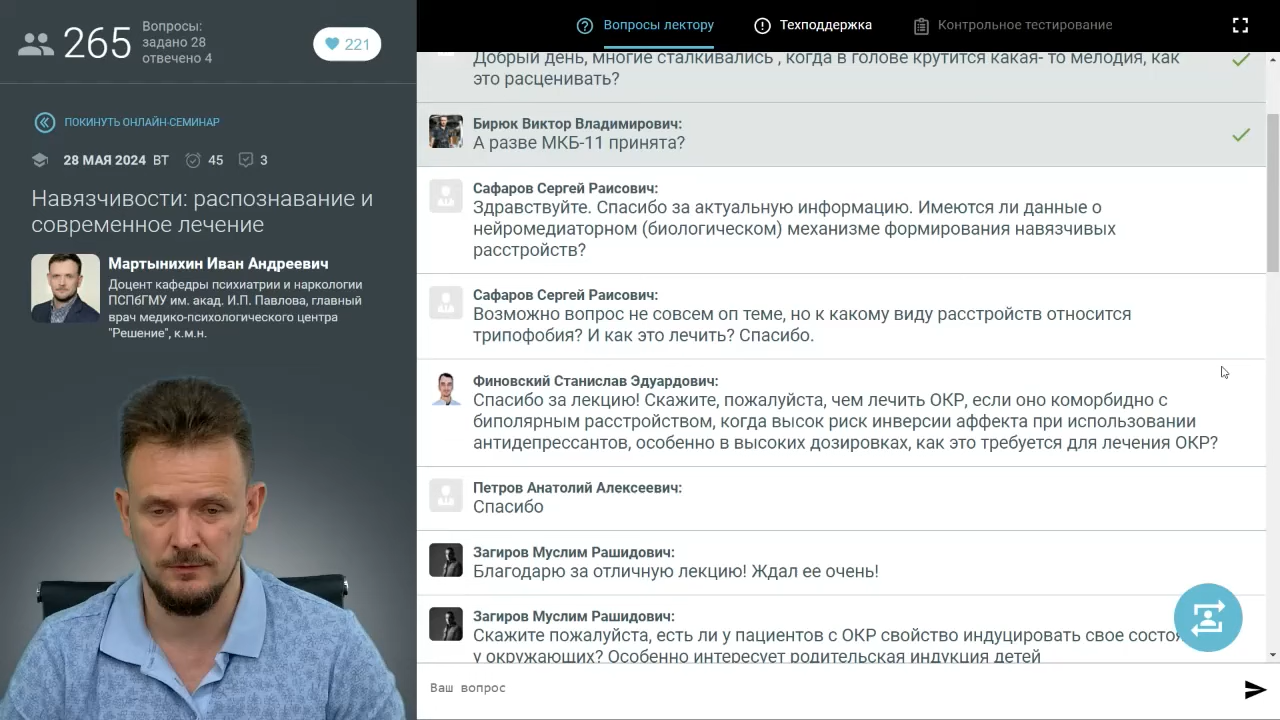 265
Вопросы:
задано 28
отвечено 4
221
ПОКИНУТЬ ОНЛАЙН-СЕМИНАР
28 МАЯ 2024 ВТ 45 3
Навязчивости: распознавание и
современное лечение
Мартынихин Иван Андреевич
Доцент кафедры психиатрии и наркологии
ПСПбГМУ им. акад. И.П. Павлова, главный
врач медико-психологического центра
"Решение", к.м.н.
Вопросы лектору Техподдержка Контрольное тестирование
Добрый день, многие сталкивались , когда в голове крутится какая- то мелодия, как
это расценивать?
Бирюк Виктор Владимирович:
А разве МКБ-11 принята?
Сафаров Сергей Раисович:
Здравствуйте. Спасибо за актуальную информацию. Имеются ли данные о
нейромедиаторном (биологическом) механизме формирования навязчивых
расстройств?
Сафаров Сергей Раисович:
Возможно вопрос не совсем оп теме, но к какому виду расстройств относится
трипофобия? И как это лечить? Спасибо.
Финовский Станислав Эдуардович:
Спасибо за лекцию! Скажите, пожалуйста, чем лечить ОКР, если оно коморбидно с
биполярным расстройством, когда высок риск инверсии аффекта при использовании
антидепрессантов, особенно в высоких дозировках, как это требуется для лечения ОКР?
Петров Анатолий Алексеевич:
Спасибо
Загиров Муслим Рашидович:
Благодарю за отличную лекцию! Ждал ее очень!
Загиров Муслим Рашидович:
Скажите пожалуйста, есть ли у пациентов с ОКР свойство индуцировать свое
у окружающих? Особенно интересует родительская индукция детей
Ваш вопрос